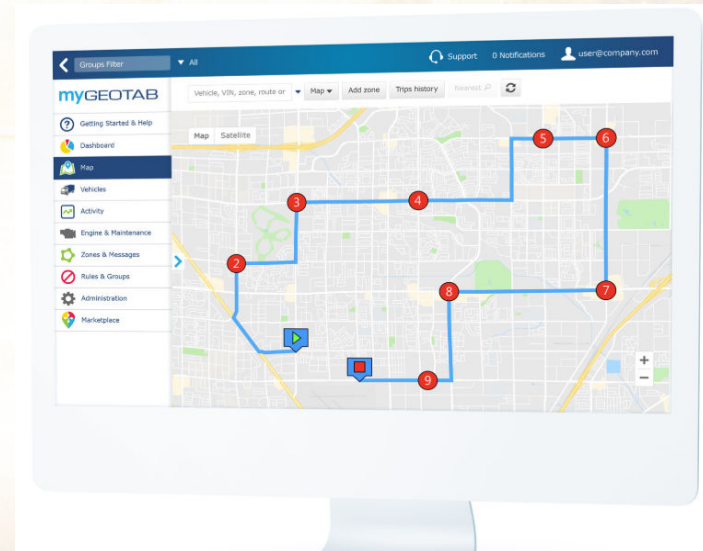 Groups Filter
All
Support
0 Notifications
user@company.com
myGEOTAB
Vehicle, VIN, zone, route or
Map
Add zone
Trips history
Nearest
Getting Started & Help
Dashboard
Map
Vehicles
Activity
Engine & Maintenance
Zones & Messages
Rules & Groups
Administration
Marketplace
Map
Satellite
5
6
3
4
2
8
7
9
+
−